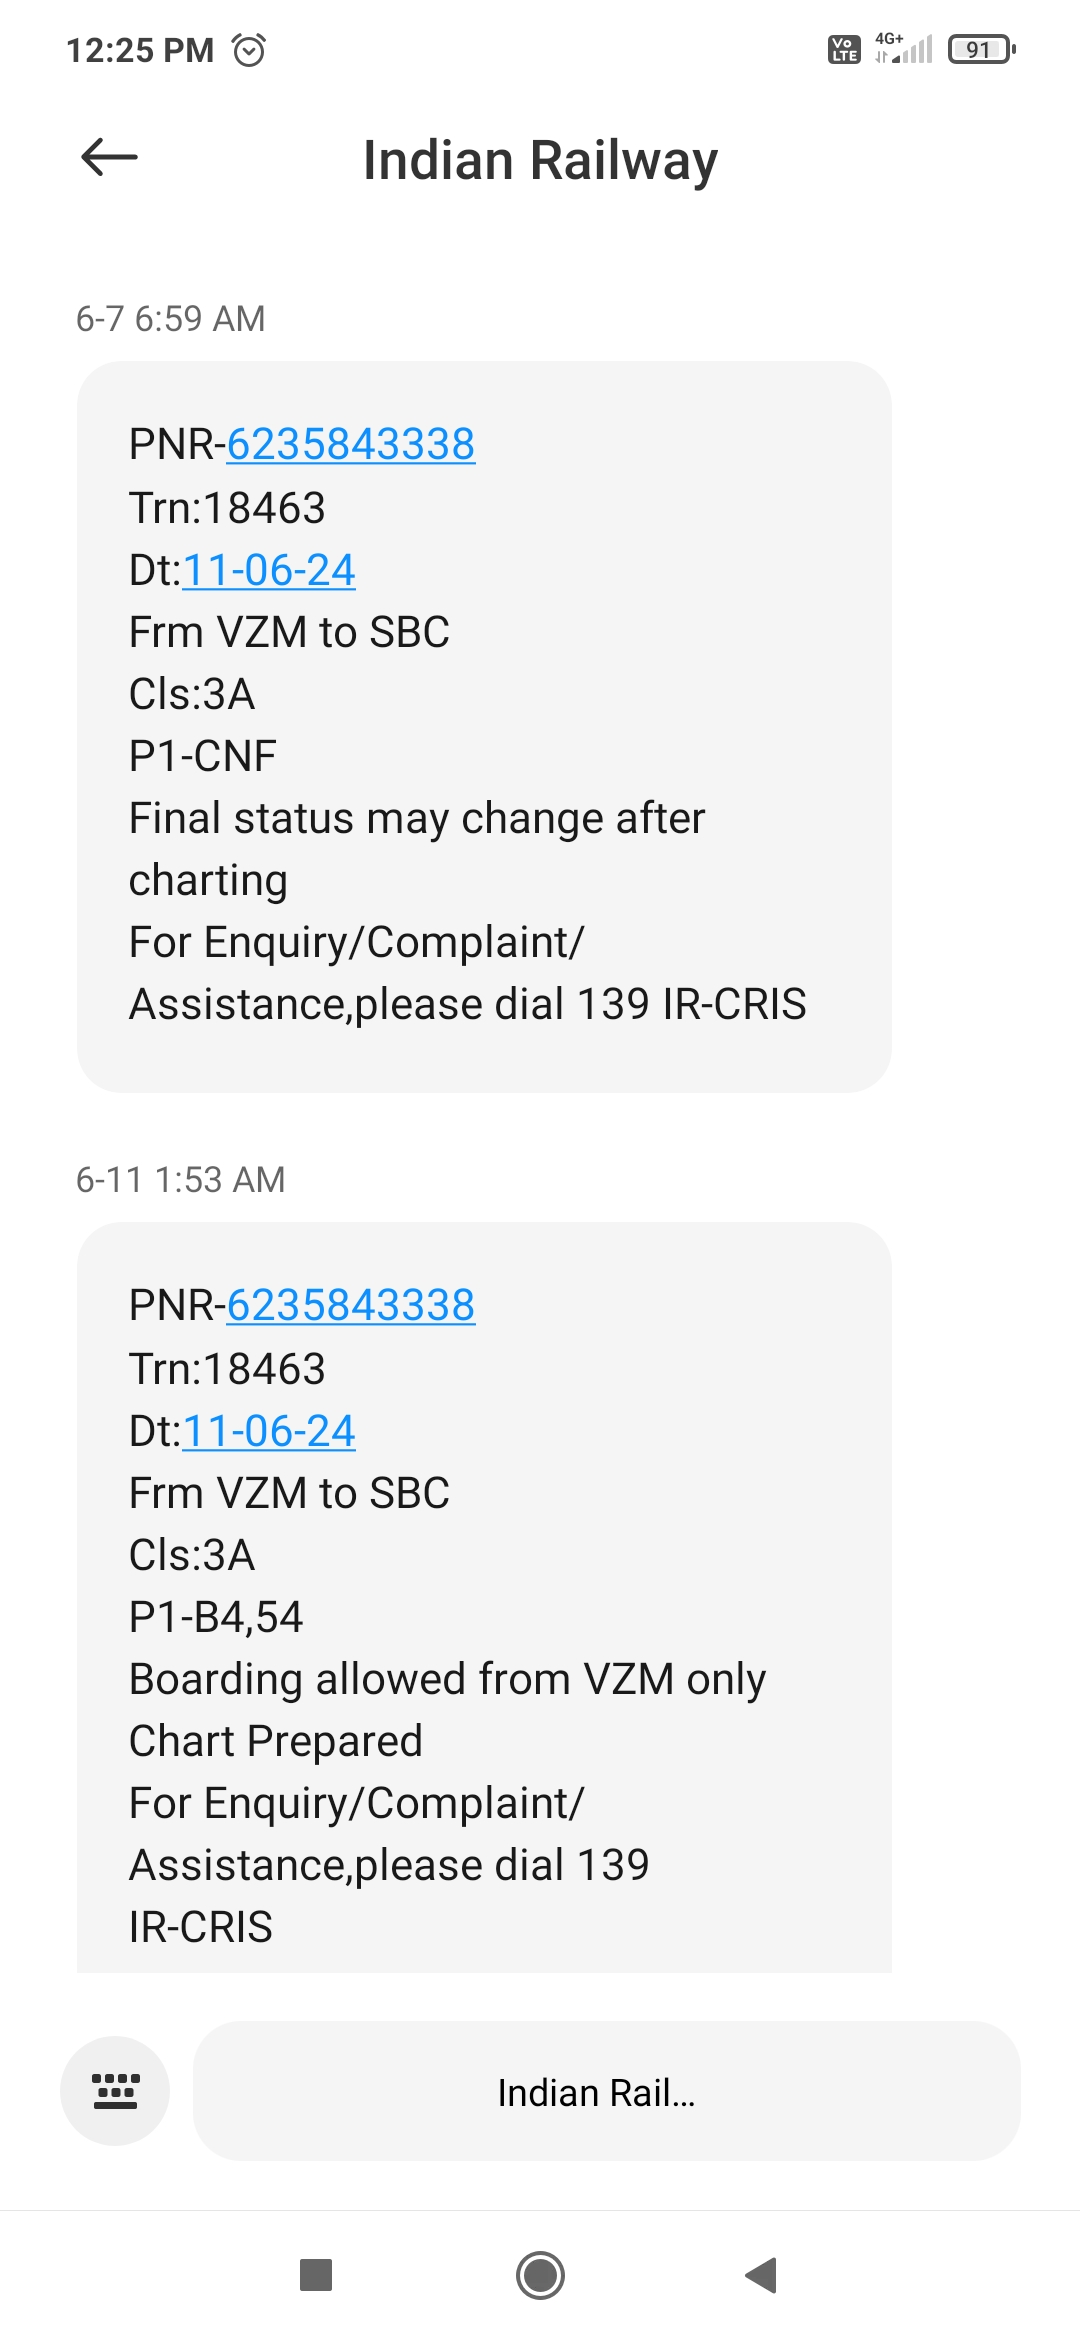 12:25 PM
Vo LTE
4G+
91
Indian Railway
6-7 6:59 AM
PNR-6235843338
Trn:18463
Dt:11-06-24
Frm VZM to SBC
Cls:3A
P1-CNF
Final status may change after
charting
For Enquiry/Complaint/
Assistance,please dial 139 IR-CRIS
6-11 1:53 AM
PNR-6235843338
Trn:18463
Dt:11-06-24
Frm VZM to SBC
Cls:3A
P1-B4,54
Boarding allowed from VZM only
Chart Prepared
For Enquiry/Complaint/
Assistance,please dial 139
IR-CRIS
Indian Rail...